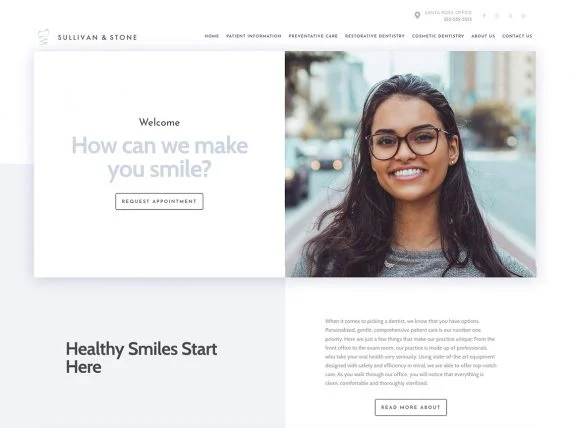 SANTA ROSA OFFICE
555-555-5555
SULLIVAN & STONE
HOME PATIENT INFORMATION PREVENTATIVE CARE RESTORATIVE DENTISTRY COSMETIC DENTISTRY ABOUT US CONTACT US
Welcome
How can we make
you smile?
REQUEST APPOINTMENT
Healthy Smiles Start
Here
When it comes to picking a dentist, we know that you have options.
Personalized, gentle, comprehensive patient care is our number one
priority. Here are just a few things that make our practice unique: From the
front office to the exam room, our practice is made up of professionals
who take your oral health very seriously. Using state-of-the art equipment
designed with safety and efficiency in mind, we are able to offer top-notch
care. As you walk through our office, you will notice that everything is
clean, comfortable and thoroughly sterilized.
READ MORE ABOUT